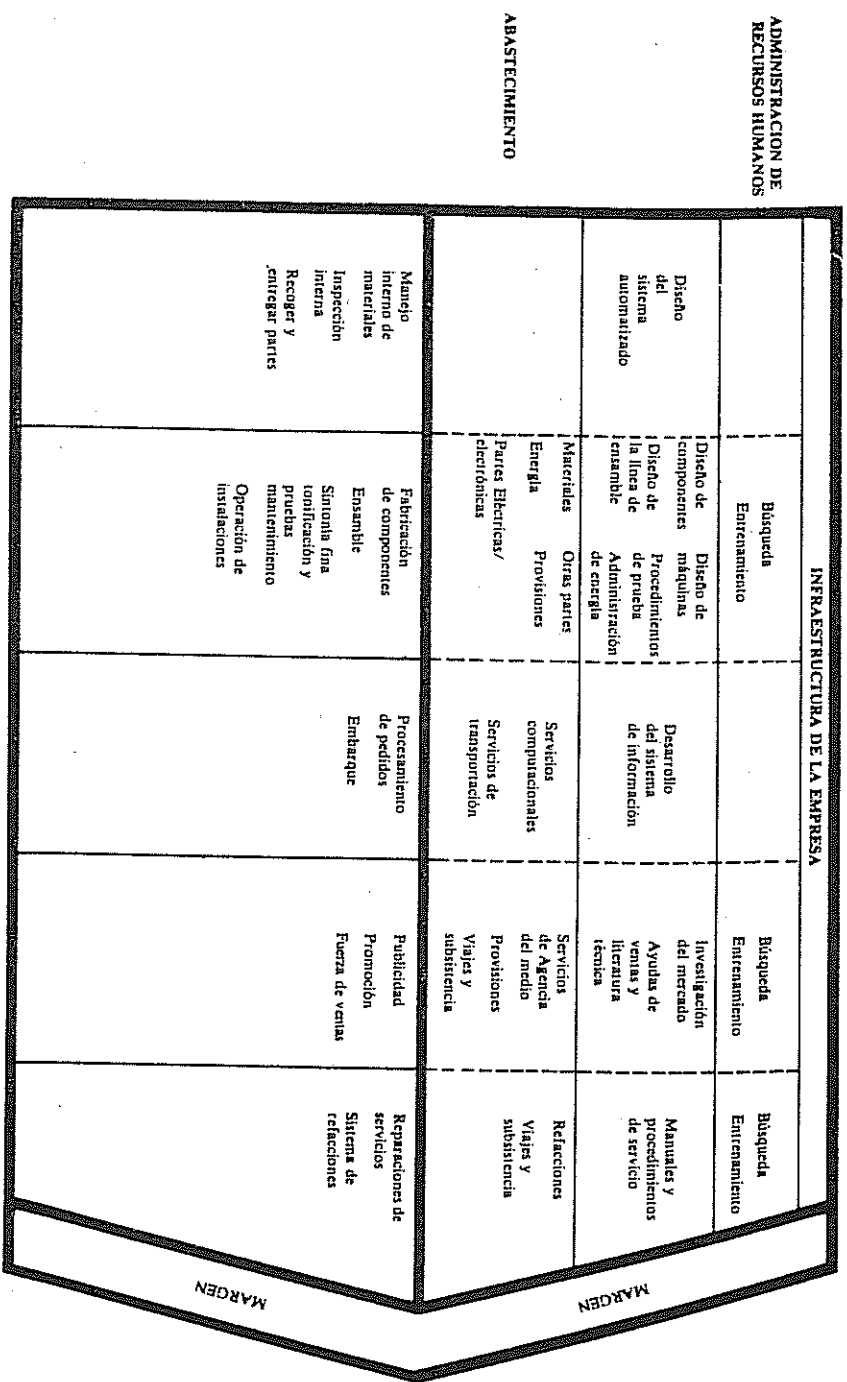 INFRAESTRUCTURA DE LA EMPRESA
ADMINISTRACION DE
RECURSOS HUMANOS
Búsqueda
Entrenamiento
Búsqueda
Entrenamiento
Búsqueda
Entrenamiento
Diseño
del
sistema
automatizado
Diseño de
componentes
Diseño de
la línea de
ensamble
Diseño de
máquinas
Procedimientos
de prueba
Administración
de energía
Desarrollo
del sistema
de información
Investigación
del mercado
Ayudas de
ventas y
literatura
técnica
Manuales y
procedimientos
de servicio
ABASTECIMIENTO
Materiales
Energía
Partes Eléctricas/
electrónicas
Otras partes
Provisiones
Servicios
computacionales
Servicios de
transportación
Servicios
de Agencia
del medio
Provisiones
Viajes y
subsistencia
Refacciones
Viajes y
subsistencia
Manejo
interno de
materiales
Inspección
interna
Recoger y
entregar partes
Fabricación
de componentes
Ensamble
Sintonía fina
tonificación y
pruebas
mantenimiento
Operación de
instalaciones
Procesamiento
de pedidos
Embarque
Publicidad
Promoción
Fuerza de ventas
Reparaciones de
servicios
Sistema de
refacciones
MARGEN
MARGEN